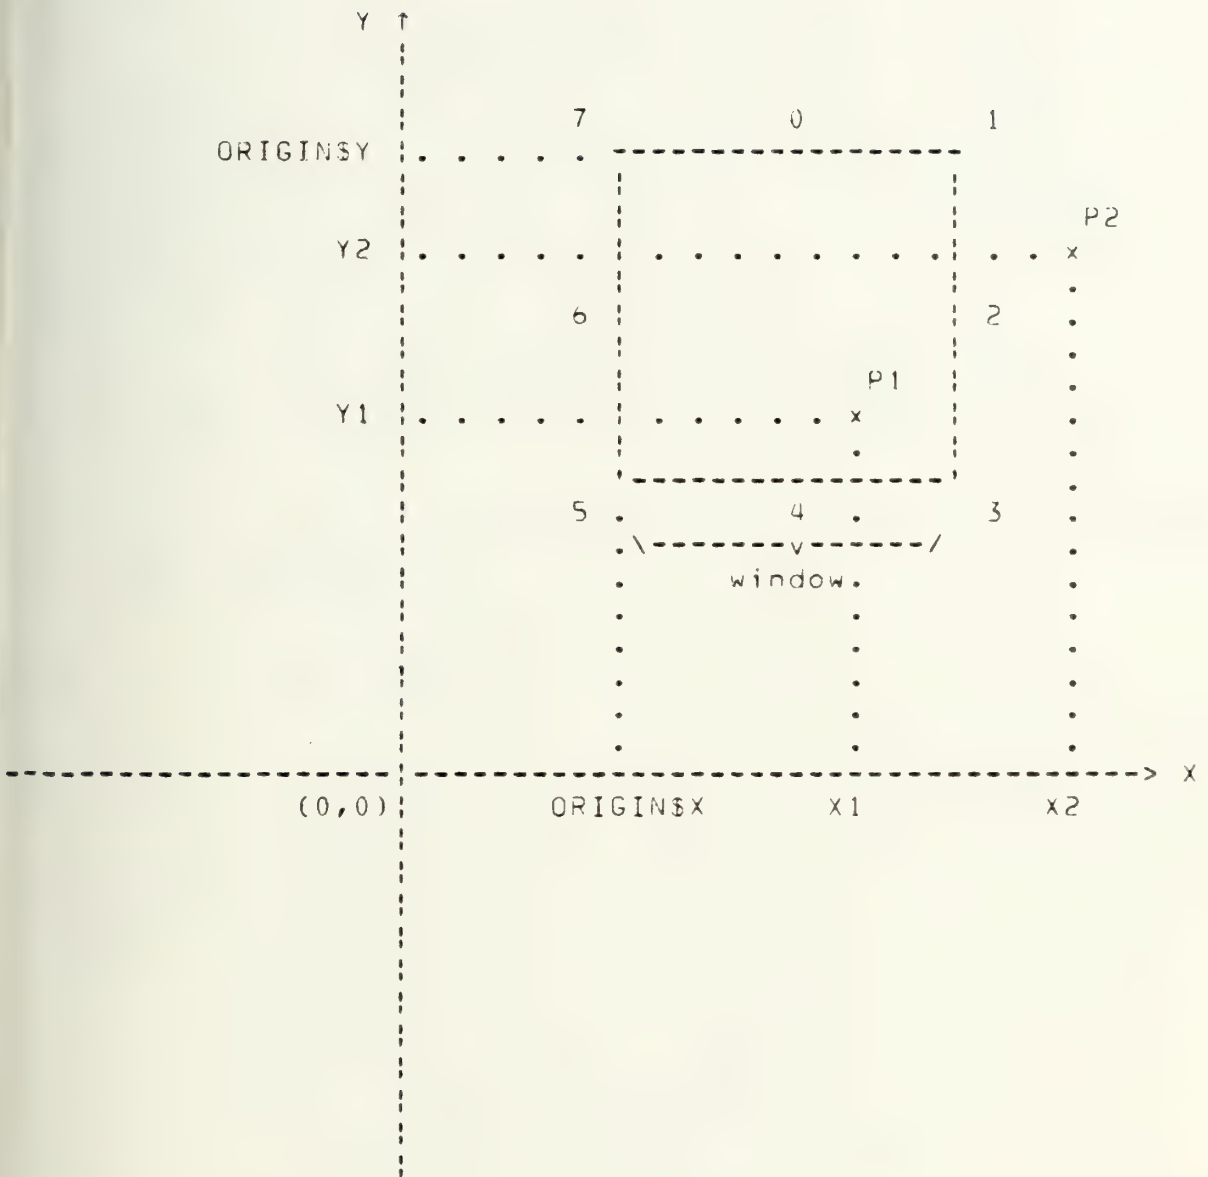 Y
7 0 1
ORIGIN$Y
P2
Y2 x
6 2
P1
Y1 x
5 4 3
window
X
(0,0) ORIGIN$X X1 X2